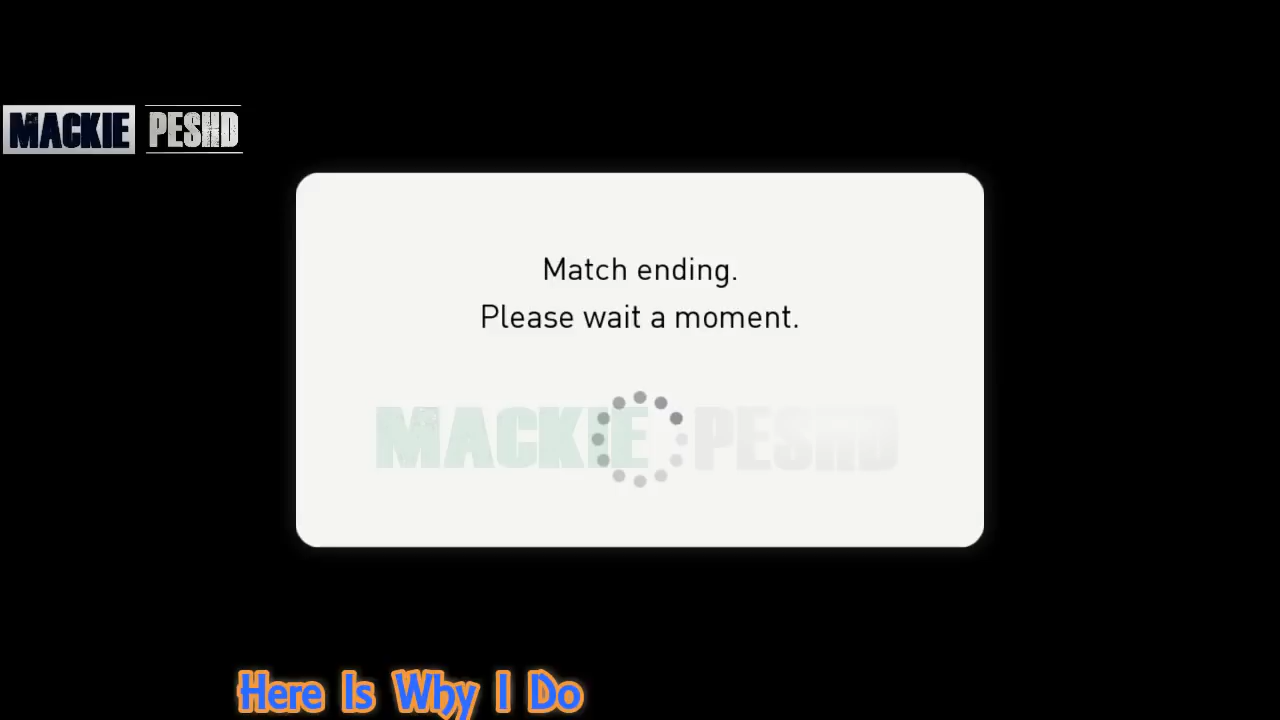 MACKIE PESHD
Match ending.
Please wait a moment.
MACKIE PESHD
Here Is Why I Do